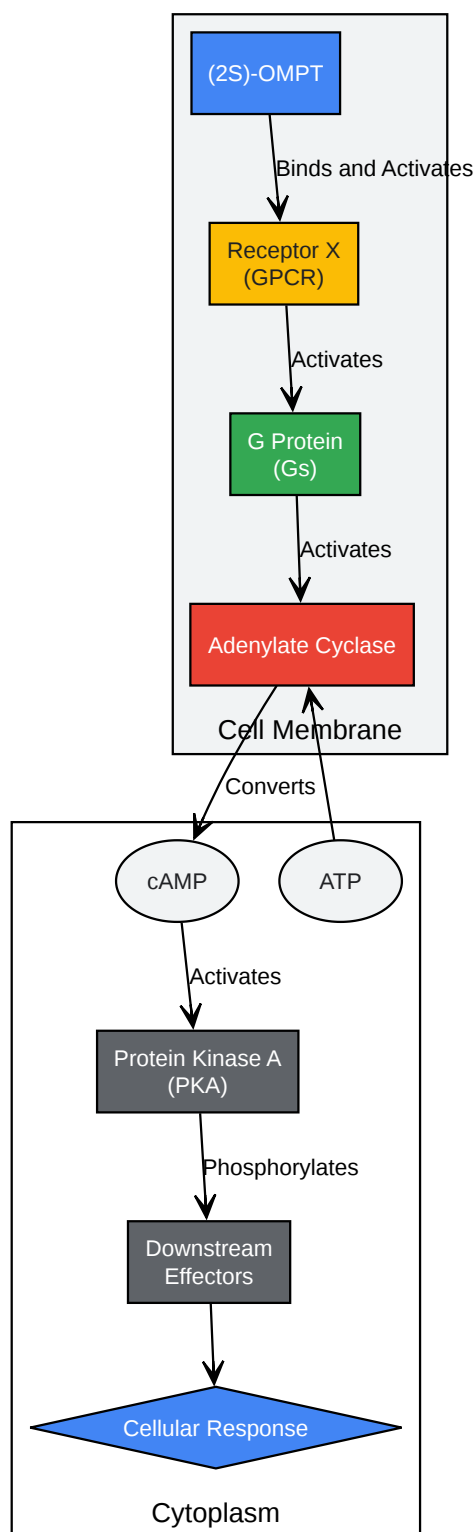 (2S)-OMPT
Binds and Activates
Receptor X
(GPCR)
Activates
G Protein
(Gs)
Activates
Adenylate Cyclase
Cell Membrane
Converts
cAMP
ATP
Activates
Protein Kinase A
(PKA)
Phosphorylates
Downstream
Effectors
Cellular Response
Cytoplasm